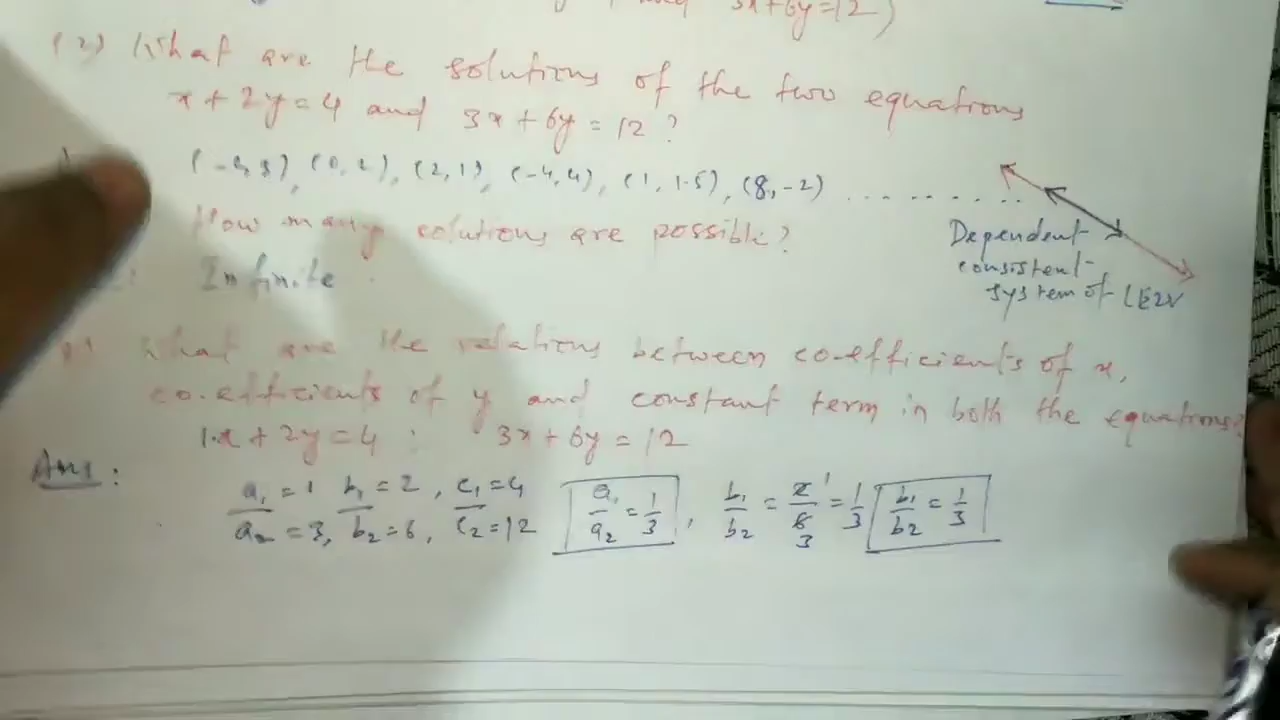 3x+6y=12)
(2) What are the solutions of the two equations
x + 2y = 4 and 3x + 6y = 12 ?
(0, 2), (2, 1), (-4, 4), (1, 1.5), (8, -2) ..........
How many solutions are possible?
Infinite.
Dependent
consistent
system of LE2V
What are the relations between co-efficients of x,
co.efficients of y and constant term in both the equations?
1.x + 2y = 4 ; 3x + 6y = 12
Ans:
a₁ = 1 b₁ = 2, c₁ = 4
a₂ = 3, b₂ = 6, c₂ = 12
a₁/a₂ = 1/3, b₁/b₂ = 2/6 = 1/3 b₁/b₂ = 1/3